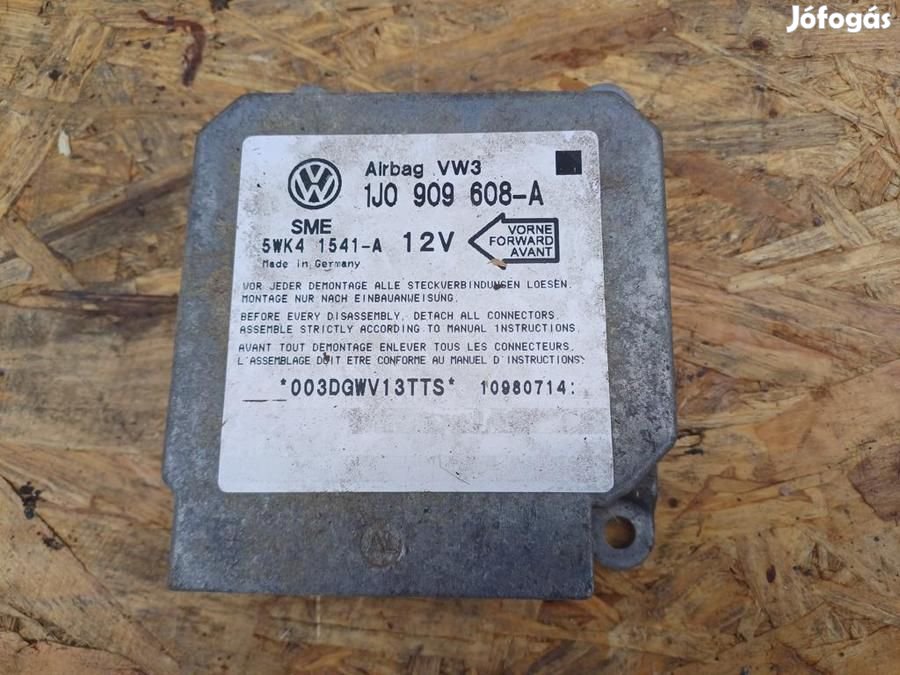 Jófogás
Airbag VW3
1J0 909 608-A
SME
5WK4 1541-A 12V
VORNE
FORWARD
AVANT
Made in Germany
VOR JEDER DEMONTAGE ALLE STECKVERBINDUNGEN LOESEN.
MONTAGE NUR NACH EINBAUANWEISUNG.
BEFORE EVERY DISASSEMBLY, DETACH ALL CONNECTORS.
ASSEMBLE STRICTLY ACCORDING TO MANUAL INSTRUCTIONS.
AVANT TOUT DEMONTAGE ENLEVER TOUS LES CONNECTEURS.
L'ASSEMBLAGE DOIT ETRE CONFORME AU MANUEL D'INSTRUCTIONS
*003DGWV13TTS* 10980714:
AL